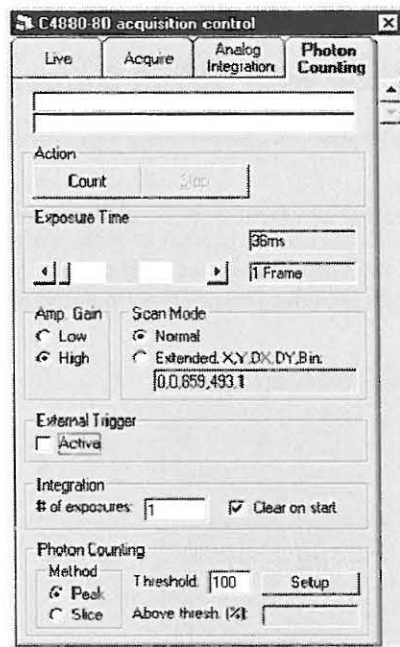 C4880-80 acquisition control
Live
Acquire
Analog Integration
Photon Counting
Action
Count
Stop
Exposure Time
36ms
1 Frame
Amp. Gain
Low
High
Scan Mode
Normal
Extended. X,Y,DX,DY,Bin:
0,0,659,493,1
External Trigger
Active
Integration
# of exposures: 1
Clear on start
Photon Counting
Method
Peak
Slice
Threshold: 100
Setup
Above thresh. (%):